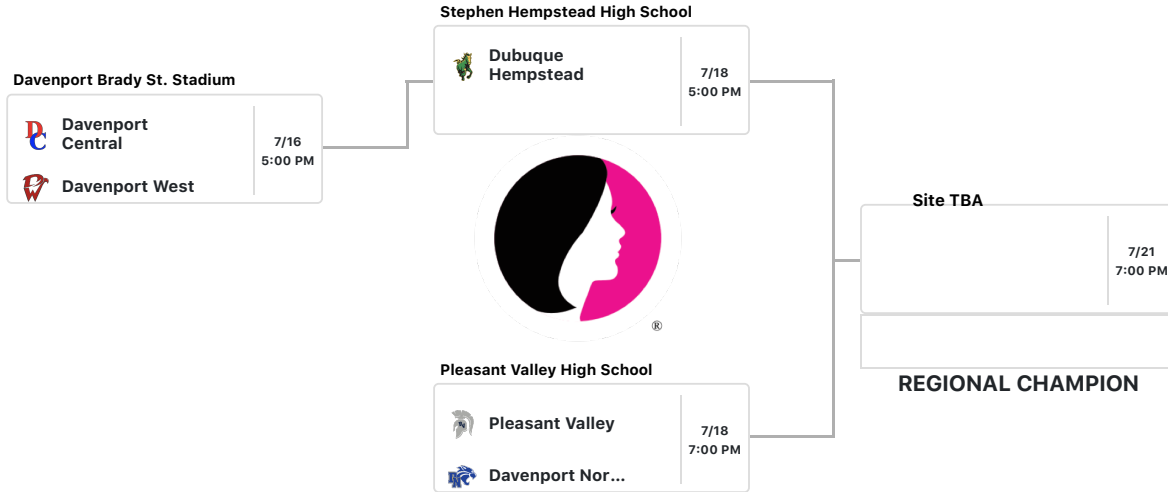 Stephen Hempstead High School
Dubuque
Hempstead
7/18
5:00 PM
Davenport Brady St. Stadium
Davenport
Central
Davenport West
7/16
5:00 PM
®
Site TBA
7/21
7:00 PM
REGIONAL CHAMPION
Pleasant Valley High School
Pleasant Valley
Davenport Nor...
7/18
7:00 PM